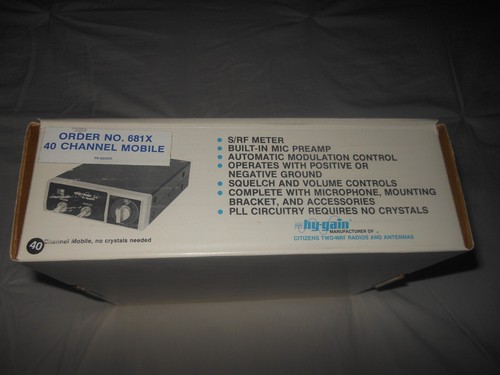 ORDER NO. 681X
40 CHANNEL MOBILE
• S/RF METER
• BUILT-IN MIC PREAMP
• AUTOMATIC MODULATION CONTROL
• OPERATES WITH POSITIVE OR
NEGATIVE GROUND
• SQUELCH AND VOLUME CONTROLS
• COMPLETE WITH MICROPHONE, MOUNTING
BRACKET, AND ACCESSORIES
• PLL CIRCUITRY REQUIRES NO CRYSTALS
40 Channel Mobile, no crystals needed
hy-gain
MANUFACTURER OF
CITIZENS TWO-WAY RADIOS AND ANTENNAS